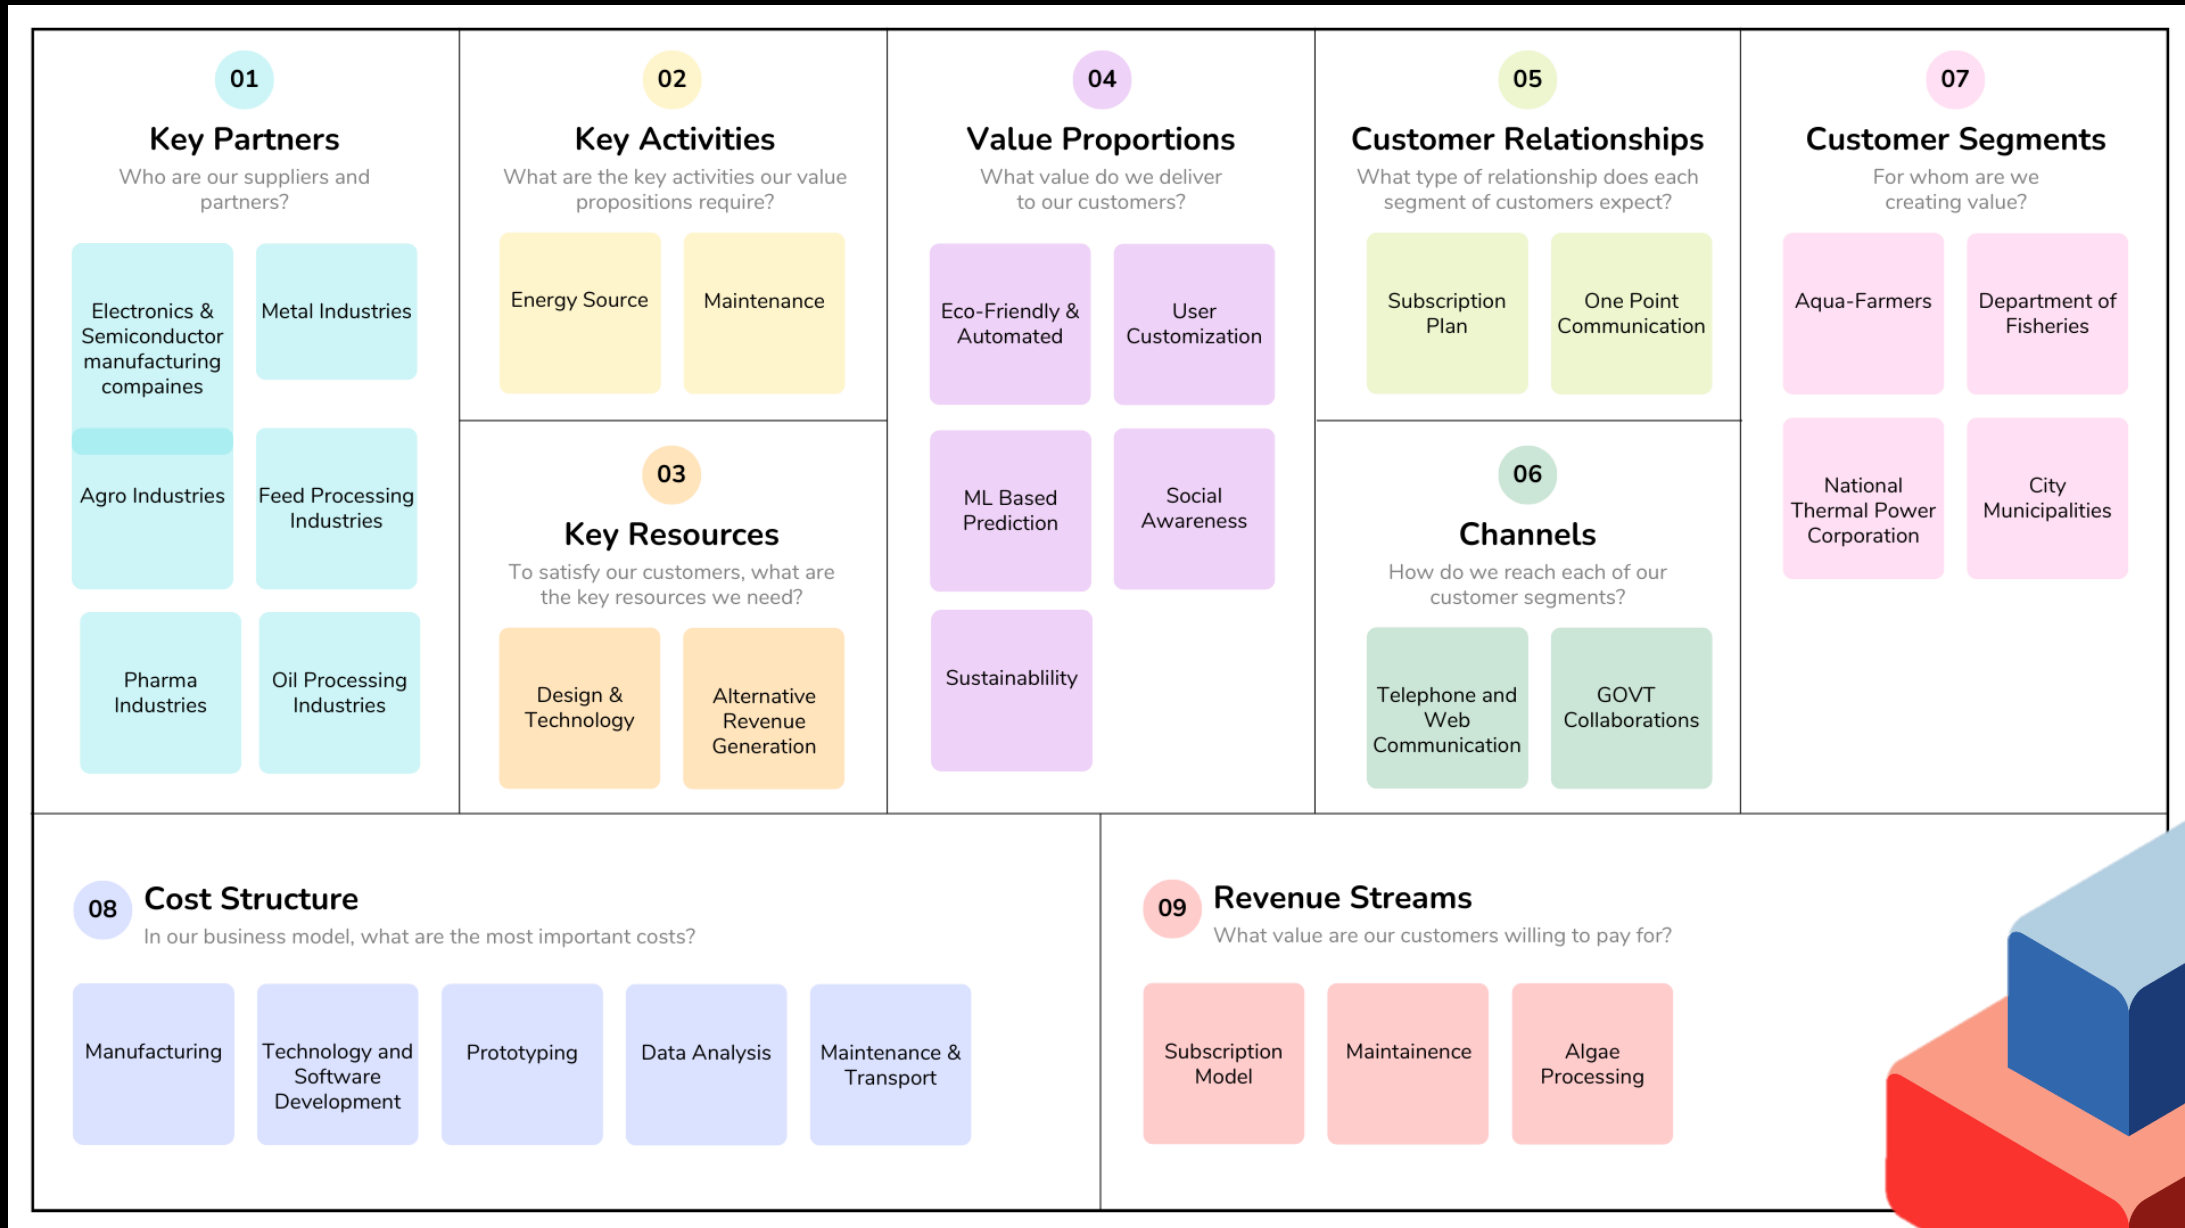 01
Key Partners
Who are our suppliers and
partners?
Electronics &
Semiconductor
manufacturing
compaines
Metal Industries
Agro Industries
Feed Processing
Industries
Pharma
Industries
Oil Processing
Industries
02
Key Activities
What are the key activities our value
propositions require?
Energy Source
Maintenance
03
Key Resources
To satisfy our customers, what are
the key resources we need?
Design &
Technology
Alternative
Revenue
Generation
04
Value Proportions
What value do we deliver
to our customers?
Eco-Friendly &
Automated
User
Customization
ML Based
Prediction
Social
Awareness
Sustainablility
05
Customer Relationships
What type of relationship does each
segment of customers expect?
Subscription
Plan
One Point
Communication
06
Channels
How do we reach each of our
customer segments?
Telephone and
Web
Communication
GOVT
Collaborations
07
Customer Segments
For whom are we
creating value?
Aqua-Farmers
Department of
Fisheries
National
Thermal Power
Corporation
City
Municipalities
08
Cost Structure
In our business model, what are the most important costs?
Manufacturing
Technology and
Software
Development
Prototyping
Data Analysis
Maintenance &
Transport
09
Revenue Streams
What value are our customers willing to pay for?
Subscription
Model
Maintainence
Algae
Processing